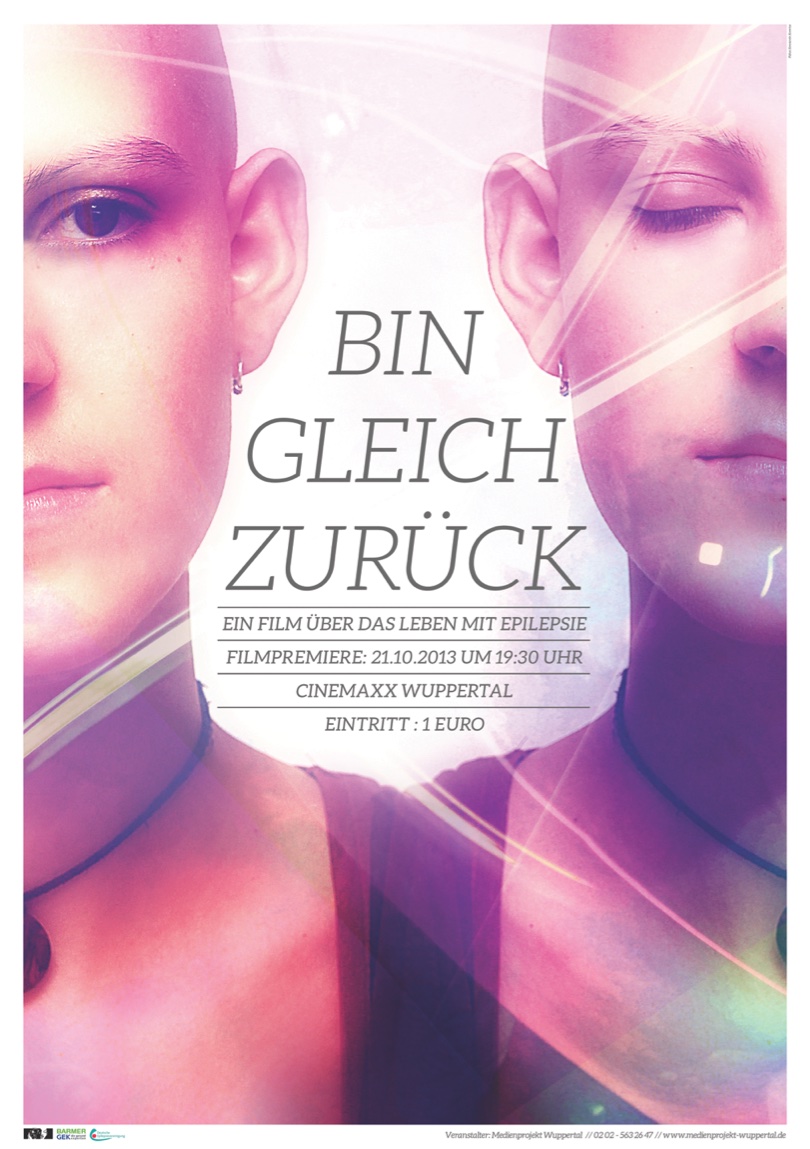 BIN
GLEICH
ZURÜCK
EIN FILM ÜBER DAS LEBEN MIT EPILEPSIE
FILMPREMIERE: 21.10.2013 UM 19:30 UHR
CINEMAXX WUPPERTAL
EINTRITT : 1 EURO
BARMER
GEK
Veranstalter: Medienprojekt Wuppertal // 02 02 - 563 26 47 // www.medienprojekt-wuppertal.de